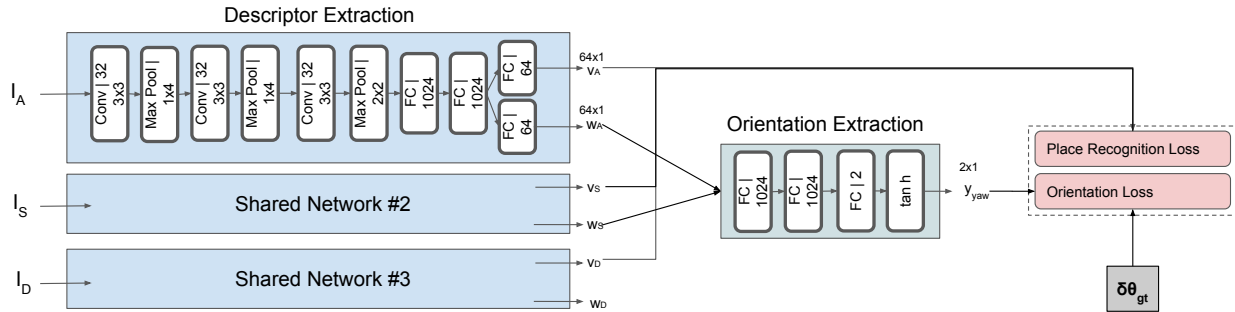 Descriptor Extraction
I_A
Conv | 32
3x3
Max Pool |
1x4
Conv | 32
3x3
Max Pool |
1x4
Conv | 32
3x3
Max Pool |
2x2
FC |
1024
FC |
1024
FC |
64
FC |
64
64x1
v_A
64x1
w_A
I_S
Shared Network #2
v_S
w_S
I_D
Shared Network #3
v_D
w_D
Orientation Extraction
FC |
1024
FC |
1024
FC | 2
tan h
2x1
y_yaw
Place Recognition Loss
Orientation Loss
δθ_gt